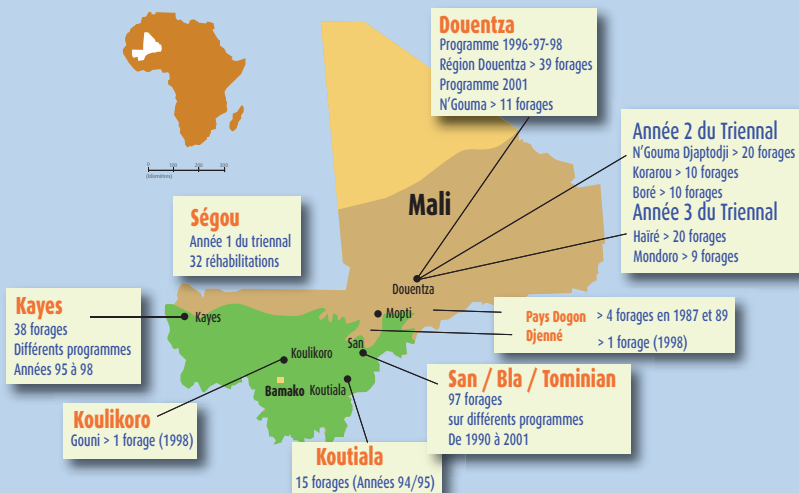 Douentza
Programme 1996-97-98
Région Douentza > 39 forages
Programme 2001
N'Gouma > 11 forages
Année 2 du Triennal
N'Gouma Djaptodji > 20 forages
Korarou > 10 forages
Boré > 10 forages
Année 3 du Triennal
Haïré > 20 forages
Mondoro > 9 forages
0 100 200 300
(kilomètres)
Mali
Ségou
Année 1 du triennal
32 réhabilitations
Douentza
Kayes
38 forages
Différents programmes
Années 95 à 98
Kayes
Mopti
Pays Dogon > 4 forages en 1987 et 89
Djenné
> 1 forage (1998)
San
Koulikoro
Bamako
Koutiala
San / Bla / Tominian
97 forages
sur différents programmes
De 1990 à 2001
Koulikoro
Gouni > 1 forage (1998)
Koutiala
15 forages (Années 94/95)